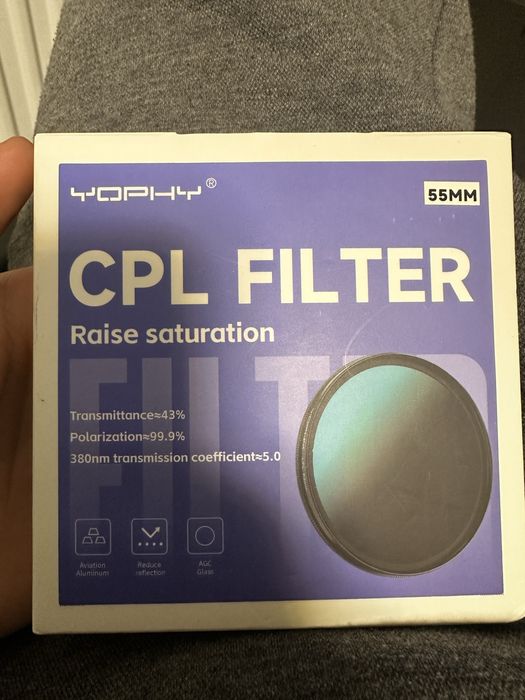 YOPHY®
55MM
CPL FILTER
Raise saturation
FILTER
Transmittance≈43%
Polarization≈99.9%
380nm transmission coefficient≈5.0
Aviation
Aluminum
Reduce
reflection
AGC
Glass